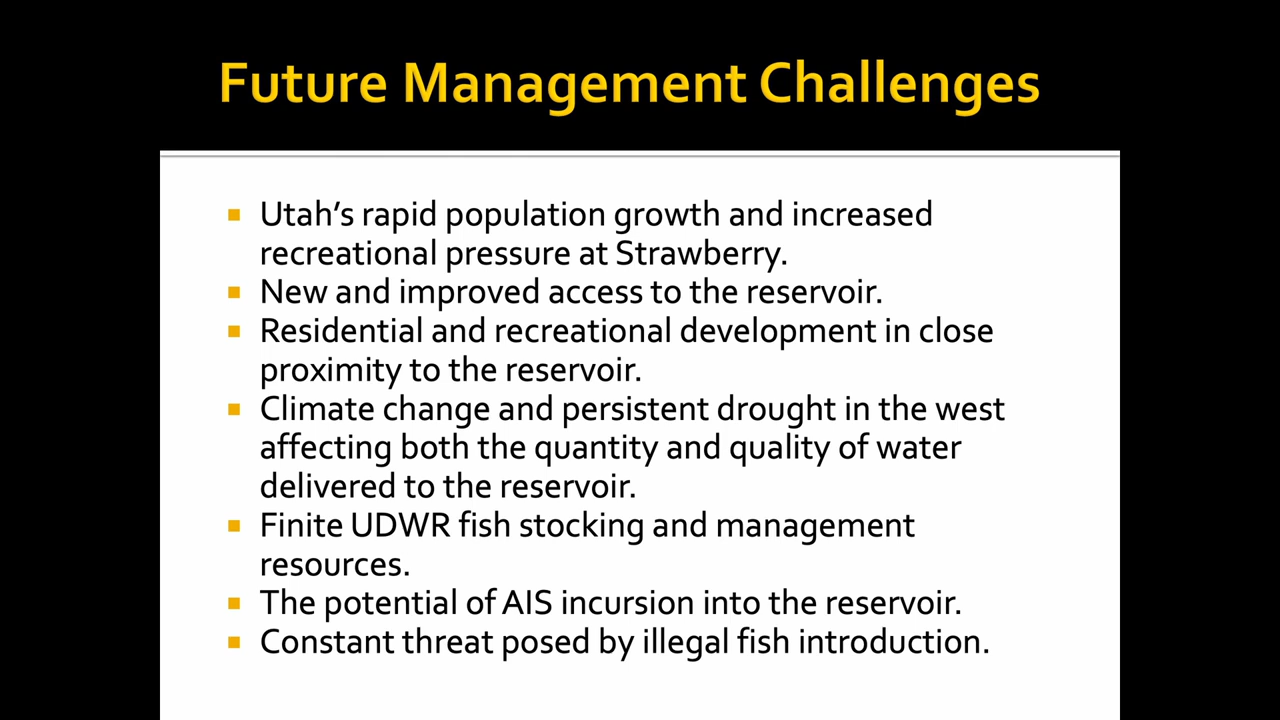 Future Management Challenges
▪ Utah’s rapid population growth and increased
recreational pressure at Strawberry.
▪ New and improved access to the reservoir.
▪ Residential and recreational development in close
proximity to the reservoir.
▪ Climate change and persistent drought in the west
affecting both the quantity and quality of water
delivered to the reservoir.
▪ Finite UDWR fish stocking and management
resources.
▪ The potential of AIS incursion into the reservoir.
▪ Constant threat posed by illegal fish introduction.